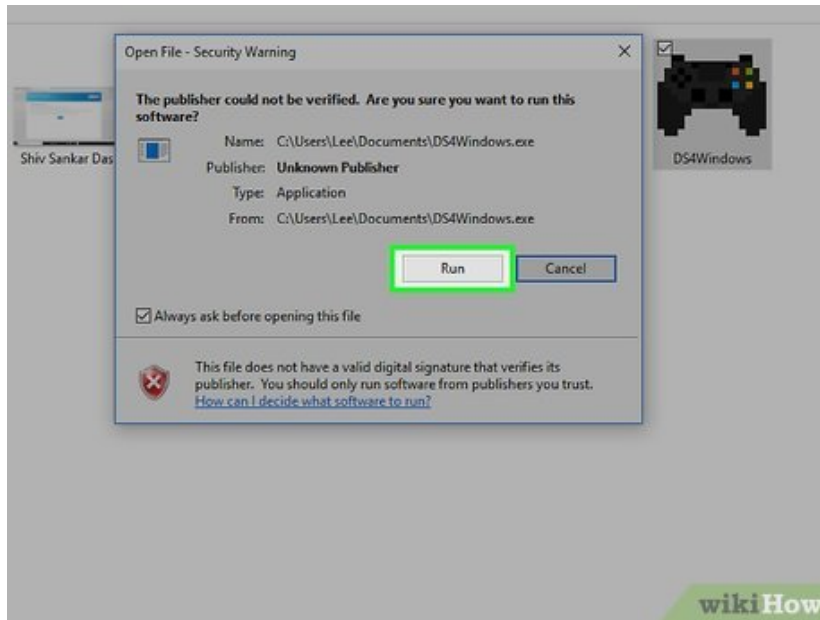 Open File - Security Warning
The publisher could not be verified. Are you sure you want to run this
software?
Name: C:\Users\Lee\Documents\DS4Windows.exe
Publisher: Unknown Publisher
Type: Application
From: C:\Users\Lee\Documents\DS4Windows.exe
Run Cancel
Always ask before opening this file
This file does not have a valid digital signature that verifies its
publisher. You should only run software from publishers you trust.
How can I decide what software to run?
Shiv Sankar Das
DS4Windows
wikiHow